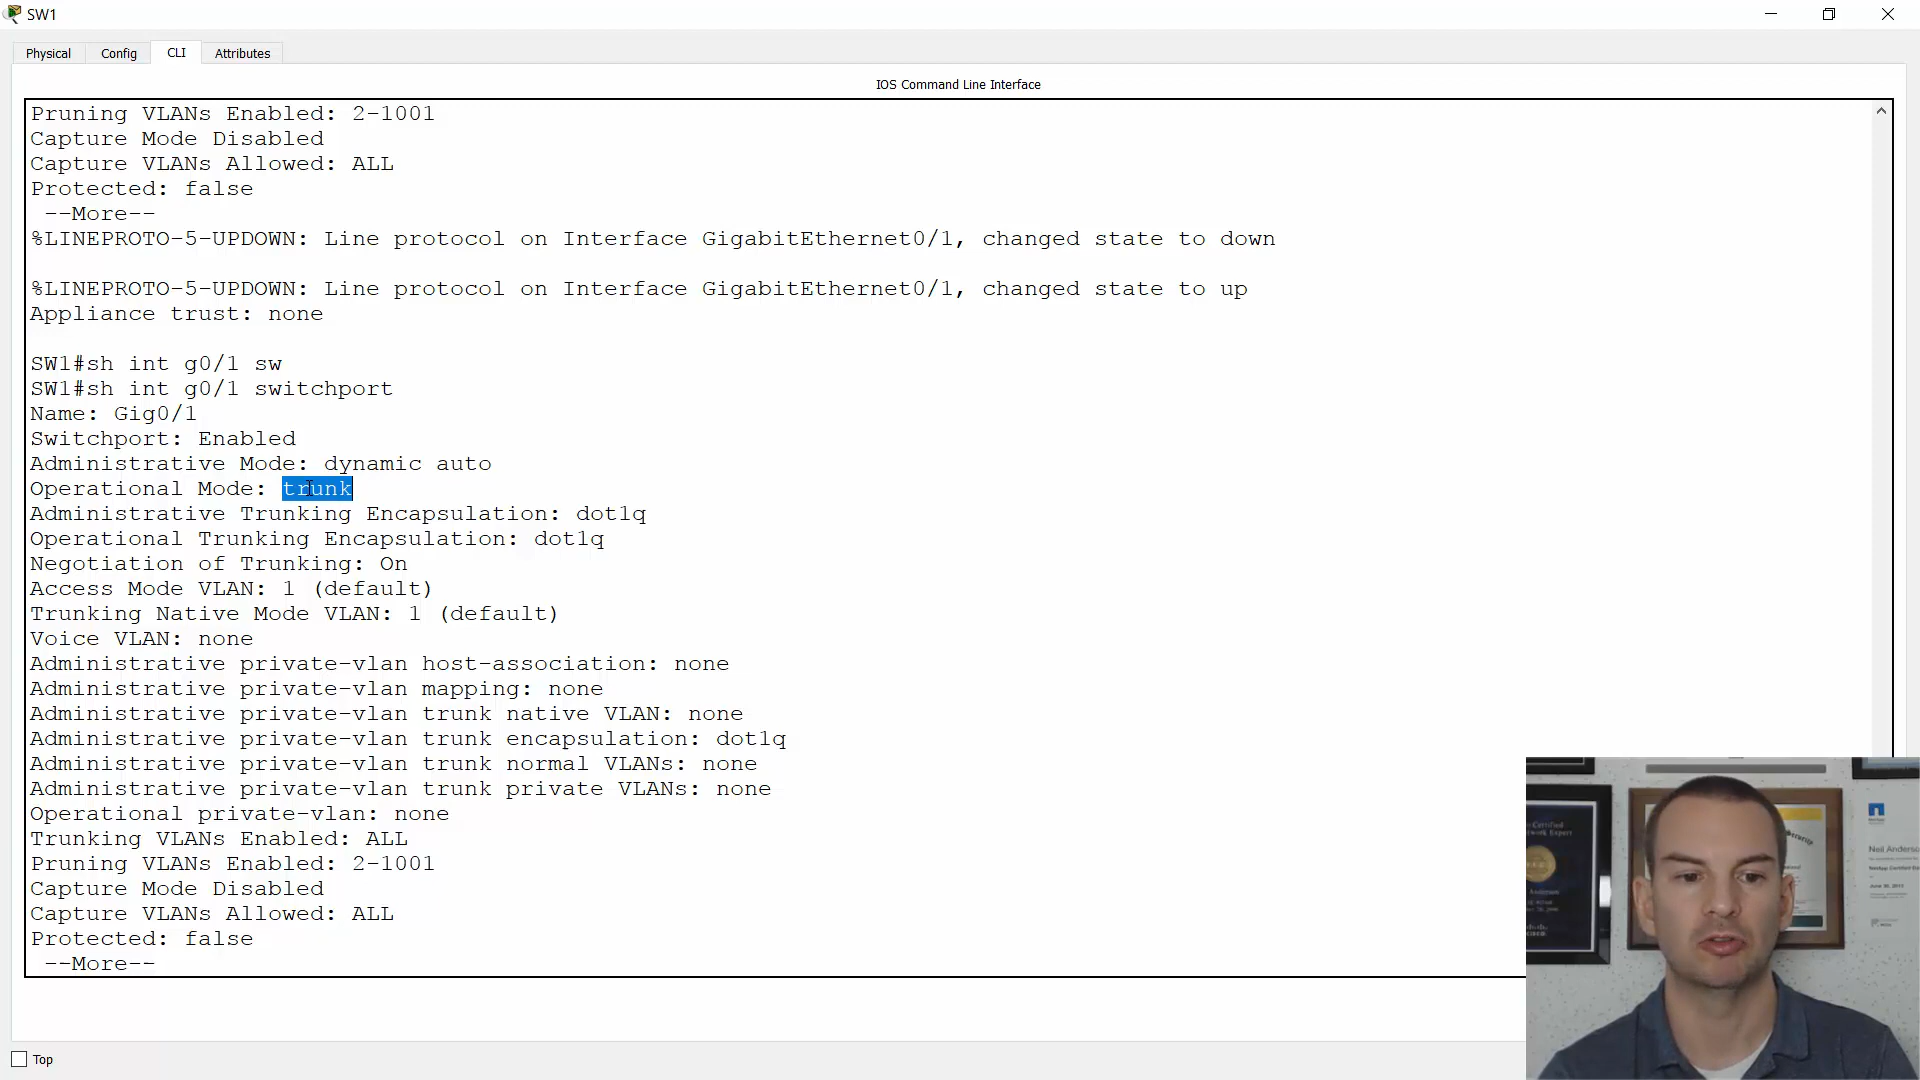 SW1
Physical
Config
CLI
Attributes
IOS Command Line Interface
Pruning VLANs Enabled: 2-1001
Capture Mode Disabled
Capture VLANs Allowed: ALL
Protected: false
--More--
%LINEPROTO-5-UPDOWN: Line protocol on Interface GigabitEthernet0/1, changed state to down
%LINEPROTO-5-UPDOWN: Line protocol on Interface GigabitEthernet0/1, changed state to up
Appliance trust: none
SW1#sh int g0/1 sw
SW1#sh int g0/1 switchport
Name: Gig0/1
Switchport: Enabled
Administrative Mode: dynamic auto
Operational Mode: trunk
Administrative Trunking Encapsulation: dot1q
Operational Trunking Encapsulation: dot1q
Negotiation of Trunking: On
Access Mode VLAN: 1 (default)
Trunking Native Mode VLAN: 1 (default)
Voice VLAN: none
Administrative private-vlan host-association: none
Administrative private-vlan mapping: none
Administrative private-vlan trunk native VLAN: none
Administrative private-vlan trunk encapsulation: dot1q
Administrative private-vlan trunk normal VLANs: none
Administrative private-vlan trunk private VLANs: none
Operational private-vlan: none
Trunking VLANs Enabled: ALL
Pruning VLANs Enabled: 2-1001
Capture Mode Disabled
Capture VLANs Allowed: ALL
Protected: false
--More--
Top
Neil Anderso